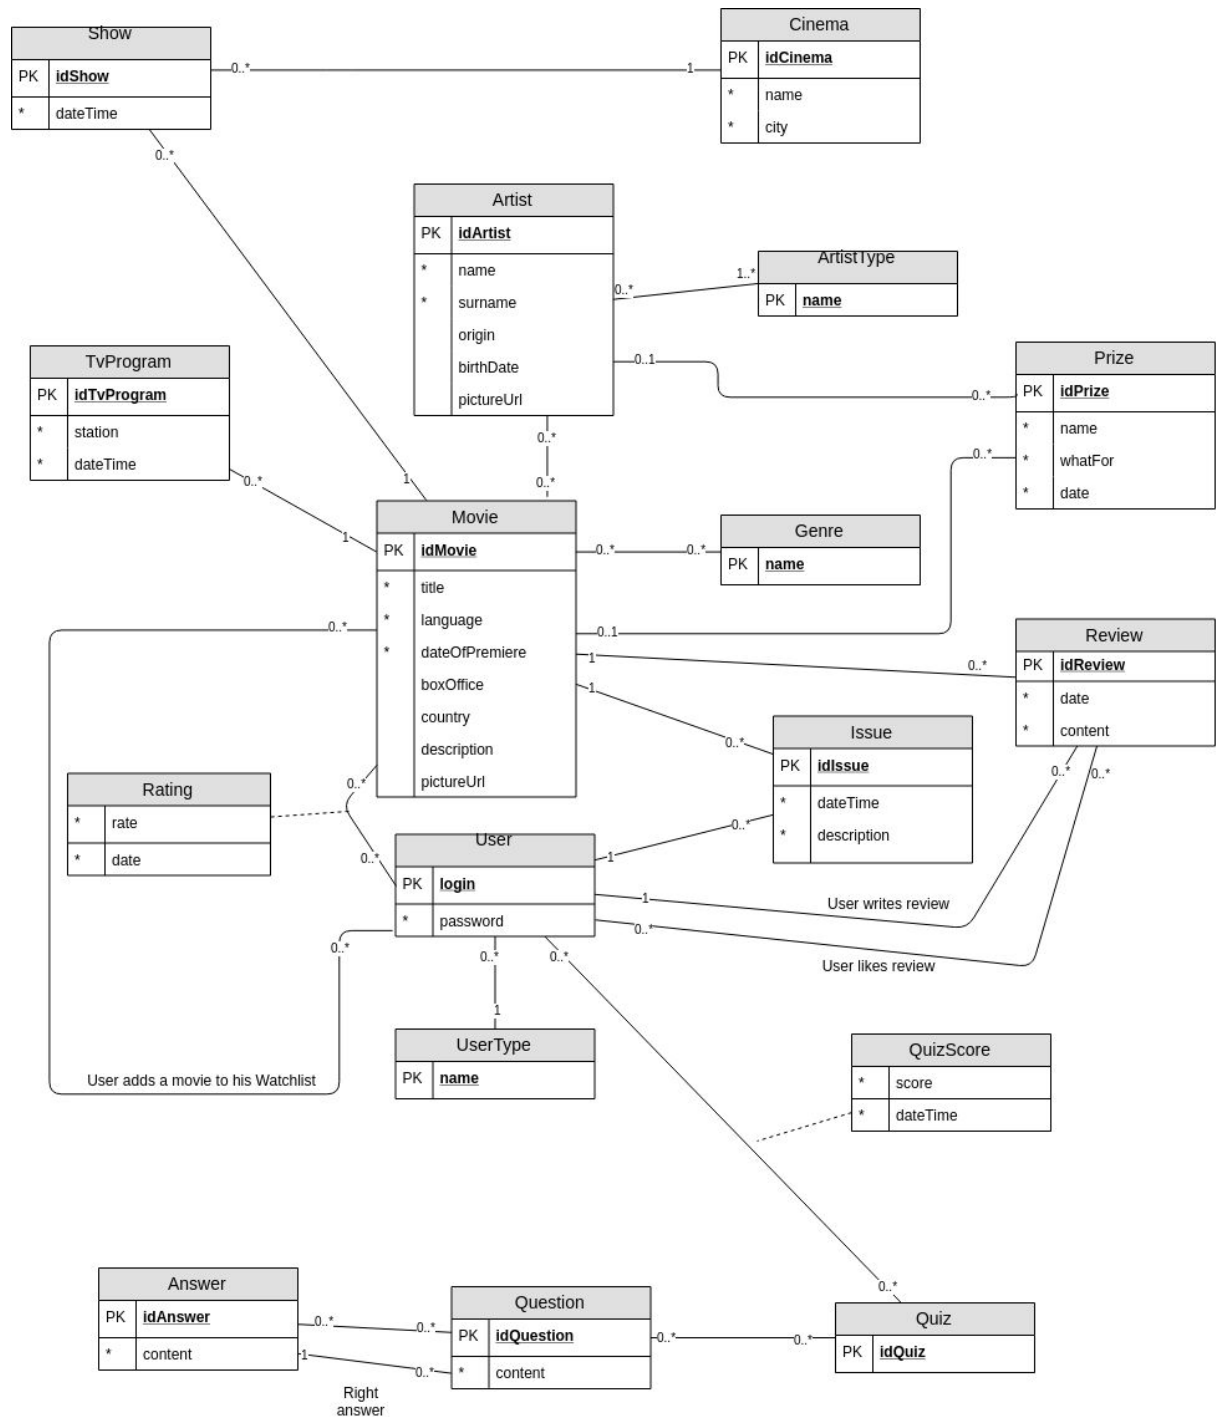 Show
PK idShow
* dateTime
0..*
1
Cinema
PK idCinema
* name
* city
0..*
1
Artist
PK idArtist
* name
* surname
origin
birthDate
pictureUrl
0..*
1..*
ArtistType
PK name
0..1
0..*
Prize
PK idPrize
* name
* whatFor
* date
TvProgram
PK idTvProgram
* station
* dateTime
0..*
1
0..*
0..*
Movie
PK idMovie
* title
* language
* dateOfPremiere
boxOffice
country
description
pictureUrl
0..*
0..*
Genre
PK name
0..*
0..1
1
0..*
Review
PK idReview
* date
* content
1
0..*
Issue
PK idIssue
* dateTime
* description
0..*
Rating
* rate
* date
0..*
0..*
User
PK login
* password
1
0..*
1
0..*
User writes review
0..*
0..*
User likes review
0..*
User adds a movie to his Watchlist
0..*
1
UserType
PK name
0..*
QuizScore
* score
* dateTime
0..*
Quiz
PK idQuiz
Answer
PK idAnswer
* content
0..*
0..*
1
0..*
Right
answer
Question
PK idQuestion
* content
0..*
0..*